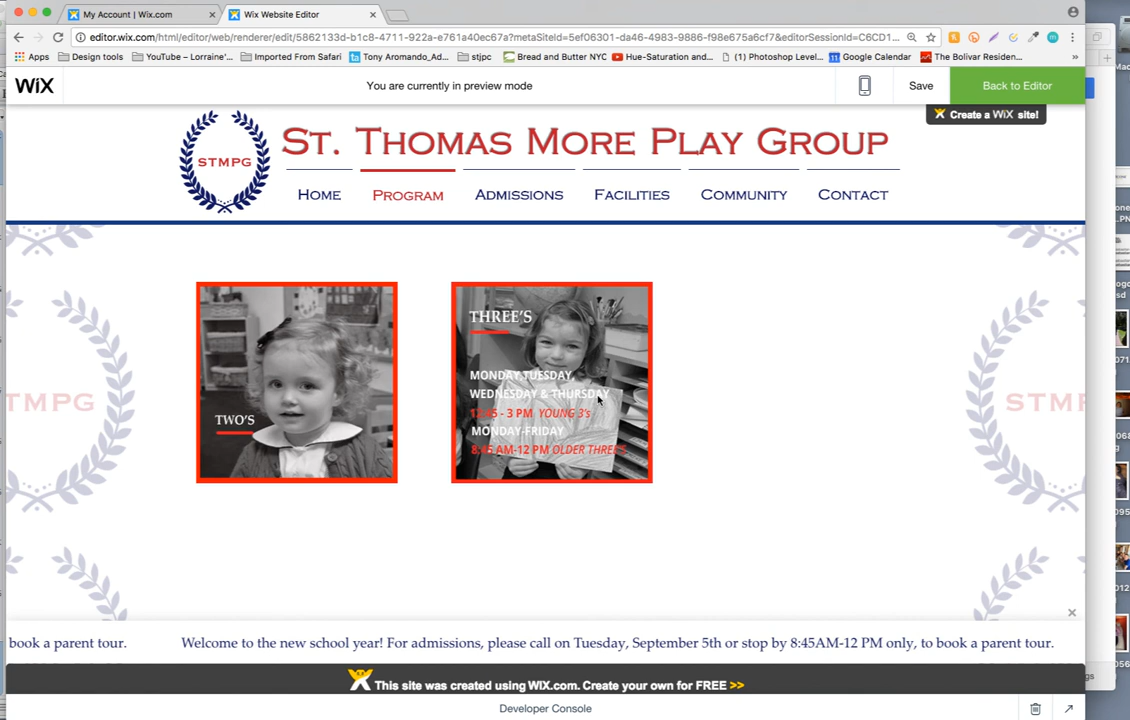 My Account | Wix.com
Wix Website Editor
editor.wix.com/html/editor/web/renderer/edit/5862133d-b1c8-4711-922a-e761a40ec67a?metaSiteId=5ef06301-da46-4983-9886-f98e675a6cf7&editorSessionId=C6CD1...
Apps
Design tools
YouTube – Lorraine'...
Imported From Safari
Tony Aromando_Ad...
stjpc
Bread and Butter NYC
Hue-Saturation and...
(1) Photoshop Level...
Google Calendar
The Bolivar Residen...
»
WiX
You are currently in preview mode
Save
Back to Editor
Create a WiX site!
STMPG
ST. THOMAS MORE PLAY GROUP
HOME
PROGRAM
ADMISSIONS
FACILITIES
COMMUNITY
CONTACT
TWO'S
THREE'S
MONDAY,TUESDAY,
WEDNESDAY & THURSDAY
- 3 PM YOUNG 3's
MONDAY-FRIDAY
8:45 AM-12 PM OLDER THREE'S
STMPG
STMPG
book a parent tour.
Welcome to the new school year! For admissions, please call on Tuesday, September 5th or stop by 8:45AM-12 PM only, to book a parent tour.
This site was created using WIX.com. Create your own for FREE >>
Developer Console